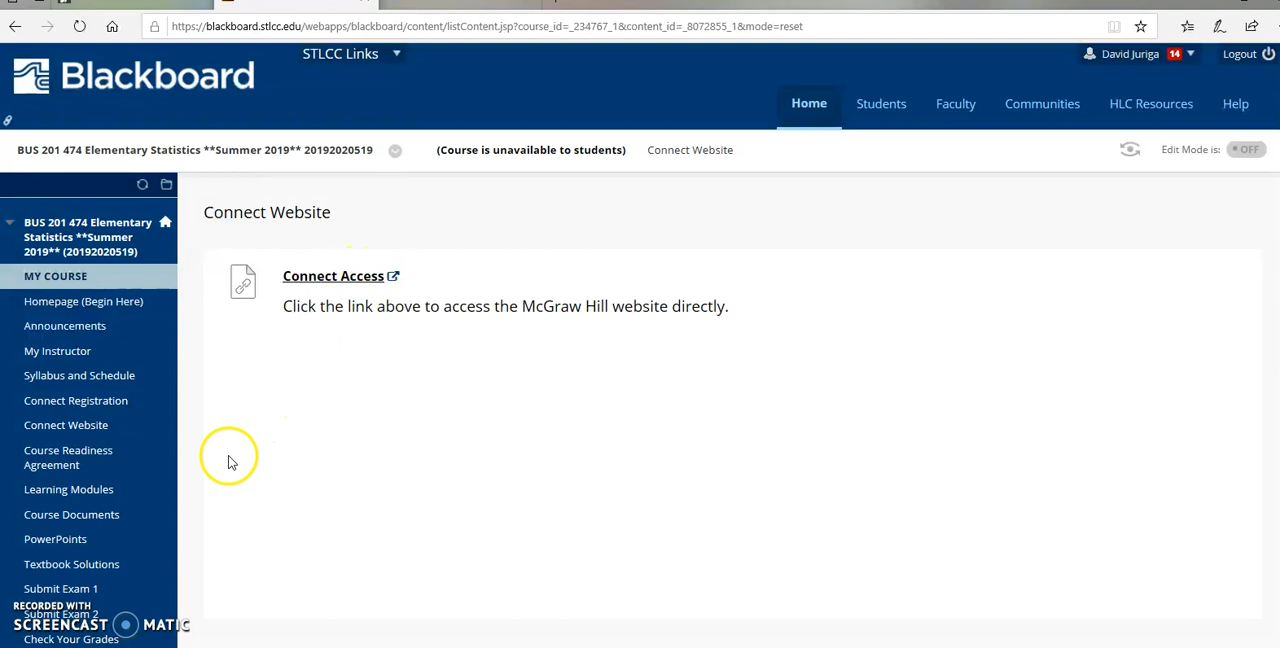 https://blackboard.stlcc.edu/webapps/blackboard/content/listContent.jsp?course_id=_234767_1&content_id=_8072855_1&mode=reset
STLCC Links
David Juriga 14 Logout
Blackboard
Home Students Faculty Communities HLC Resources Help
BUS 201 474 Elementary Statistics **Summer 2019** 20192020519 (Course is unavailable to students) Connect Website Edit Mode is: OFF
BUS 201 474 Elementary
Statistics **Summer
2019** (20192020519)
MY COURSE
Homepage (Begin Here)
Announcements
My Instructor
Syllabus and Schedule
Connect Registration
Connect Website
Course Readiness
Agreement
Learning Modules
Course Documents
PowerPoints
Textbook Solutions
Submit Exam 1
Submit Exam 2
Check Your Grades
Connect Website
Connect Access
Click the link above to access the McGraw Hill website directly.
RECORDED WITH
SCREENCAST MATIC